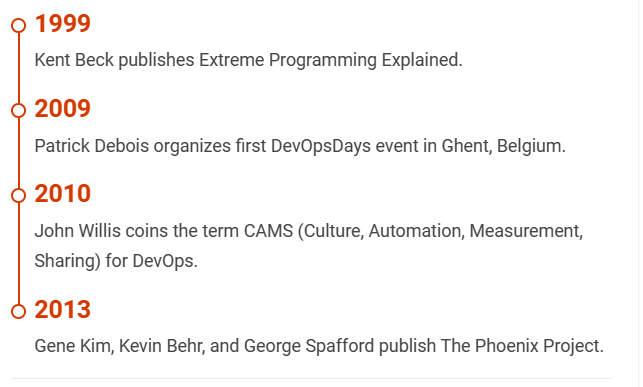 1999
Kent Beck publishes Extreme Programming Explained.
2009
Patrick Debois organizes first DevOpsDays event in Ghent, Belgium.
2010
John Willis coins the term CAMS (Culture, Automation, Measurement,
Sharing) for DevOps.
2013
Gene Kim, Kevin Behr, and George Spafford publish The Phoenix Project.